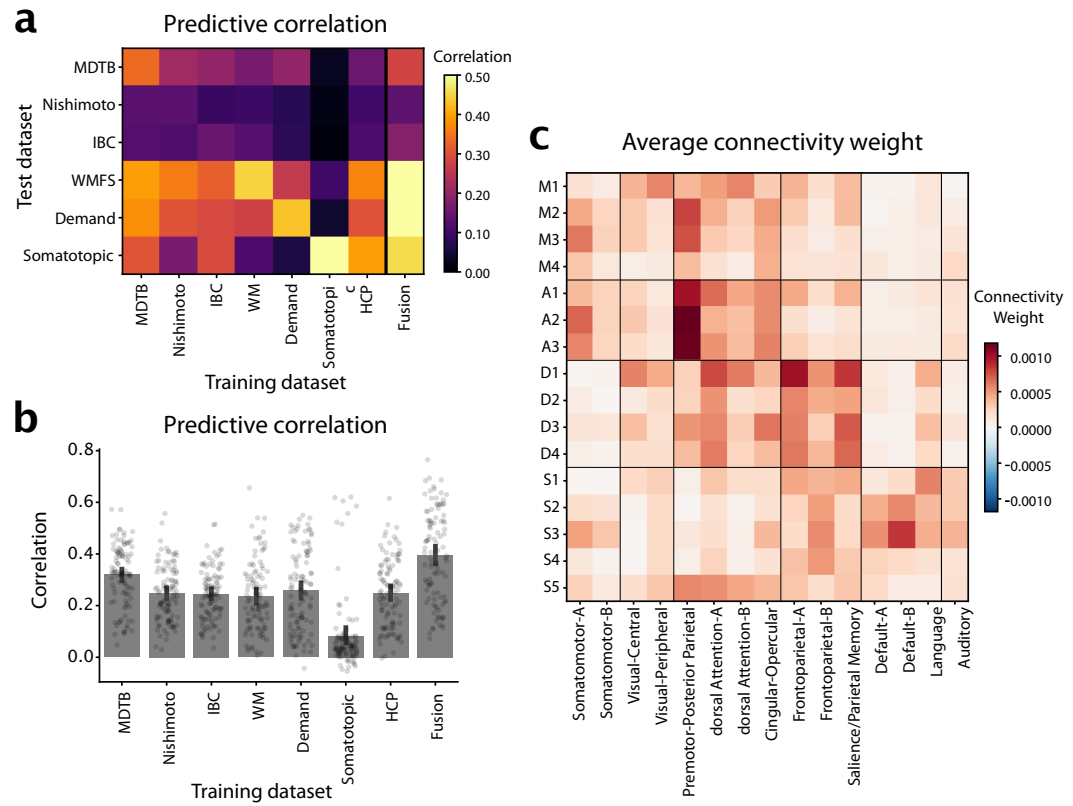 a
Predictive correlation
Correlation
Test dataset
MDTB
Nishimoto
IBC
WMFS
Demand
Somatotopic
0.50
0.40
0.30
0.20
0.10
0.00
MDTB
Nishimoto
IBC
WM
Demand
Somatotopi
c
HCP
Fusion
Training dataset
b
Predictive correlation
Correlation
0.8
0.6
0.4
0.2
0.0
MDTB
Nishimoto
IBC
WM
Demand
Somatotopic
HCP
Fusion
Training dataset
c
Average connectivity weight
M1
M2
M3
M4
A1
A2
A3
D1
D2
D3
D4
S1
S2
S3
S4
S5
Somatomotor-A
Somatomotor-B
Visual-Central
Visual-Peripheral
Premotor-Posterior Parietal
dorsal Attention-A
dorsal Attention-B
Cingular-Opercular
Frontoparietal-A
Frontoparietal-B
Salience/Parietal Memory
Default-A
Default-B
Language
Auditory
Connectivity
Weight
0.0010
0.0005
0.0000
−0.0005
−0.0010